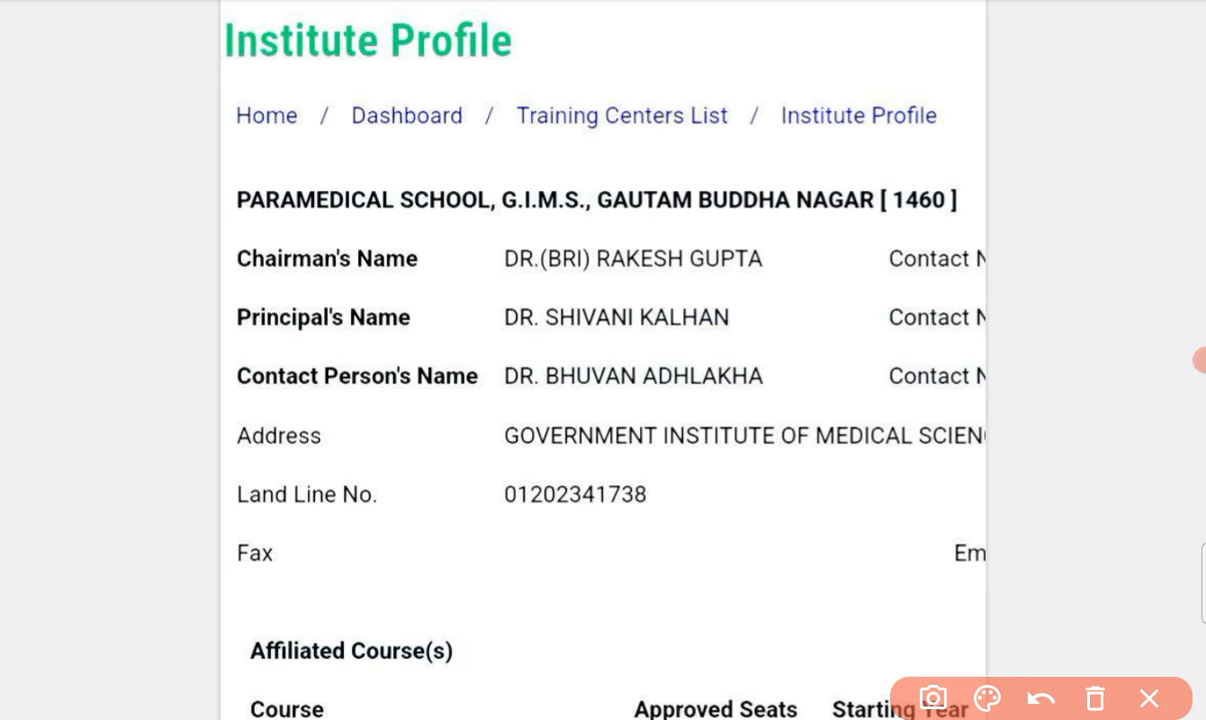 Institute Profile
Home / Dashboard / Training Centers List / Institute Profile
PARAMEDICAL SCHOOL, G.I.M.S., GAUTAM BUDDHA NAGAR [ 1460 ]
Chairman's Name DR.(BRI) RAKESH GUPTA Contact
Principal's Name DR. SHIVANI KALHAN Contact
Contact Person's Name DR. BHUVAN ADHLAKHA Contact
Address GOVERNMENT INSTITUTE OF MEDICAL
Land Line No. 01202341738
Fax
Affiliated Course(s)
Course Approved Seats Starting Year